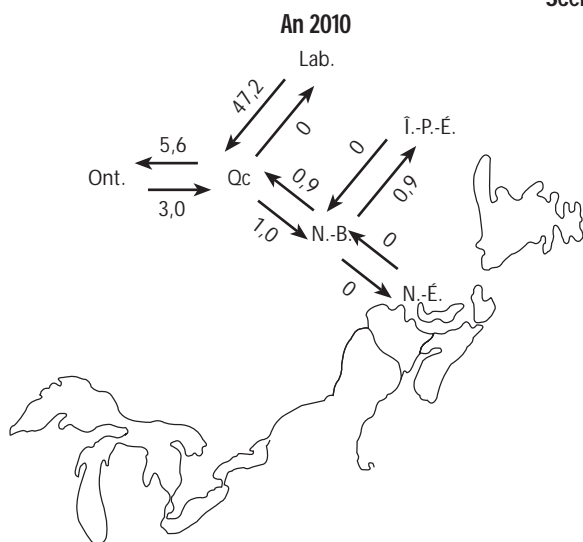 An 2010
Lab.
47,2
0
Î.-P.-É.
0
0,9
5,6
Ont.
Qc
3,0
0,9
1,0
N.-B.
0
0
N.-É.